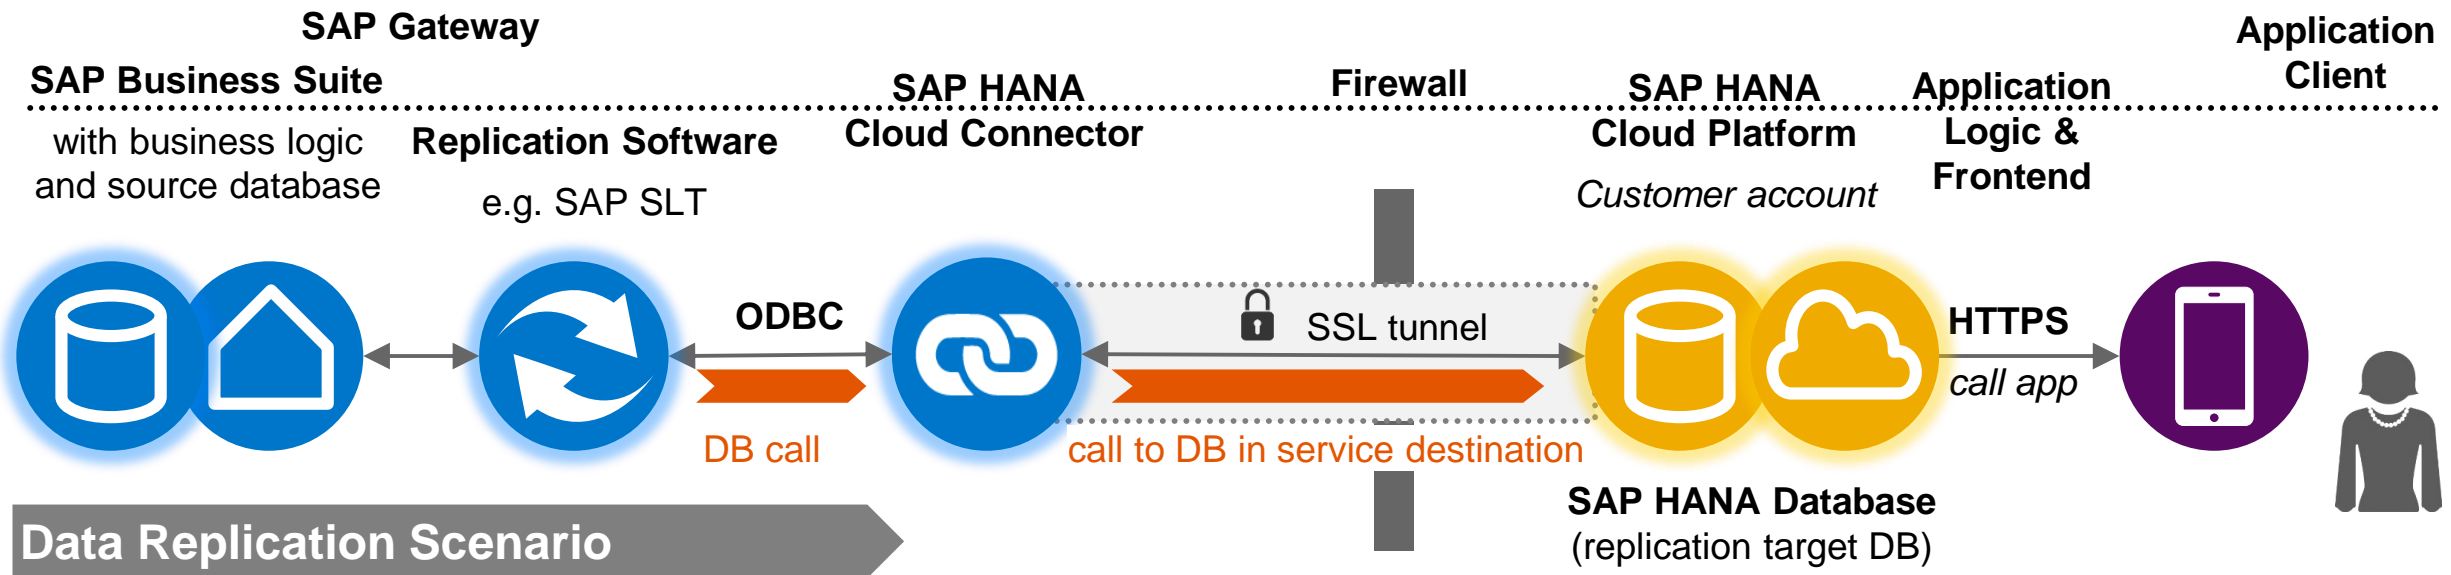 SAP Gateway
SAP Business Suite
with business logic
and source database
Replication Software
e.g. SAP SLT
SAP HANA
Cloud Connector
Firewall
SAP HANA
Cloud Platform
Customer account
Application
Logic &
Frontend
Application
Client
ODBC
DB call
SSL tunnel
call to DB in service destination
HTTPS
call app
SAP HANA Database
(replication target DB)
Data Replication Scenario